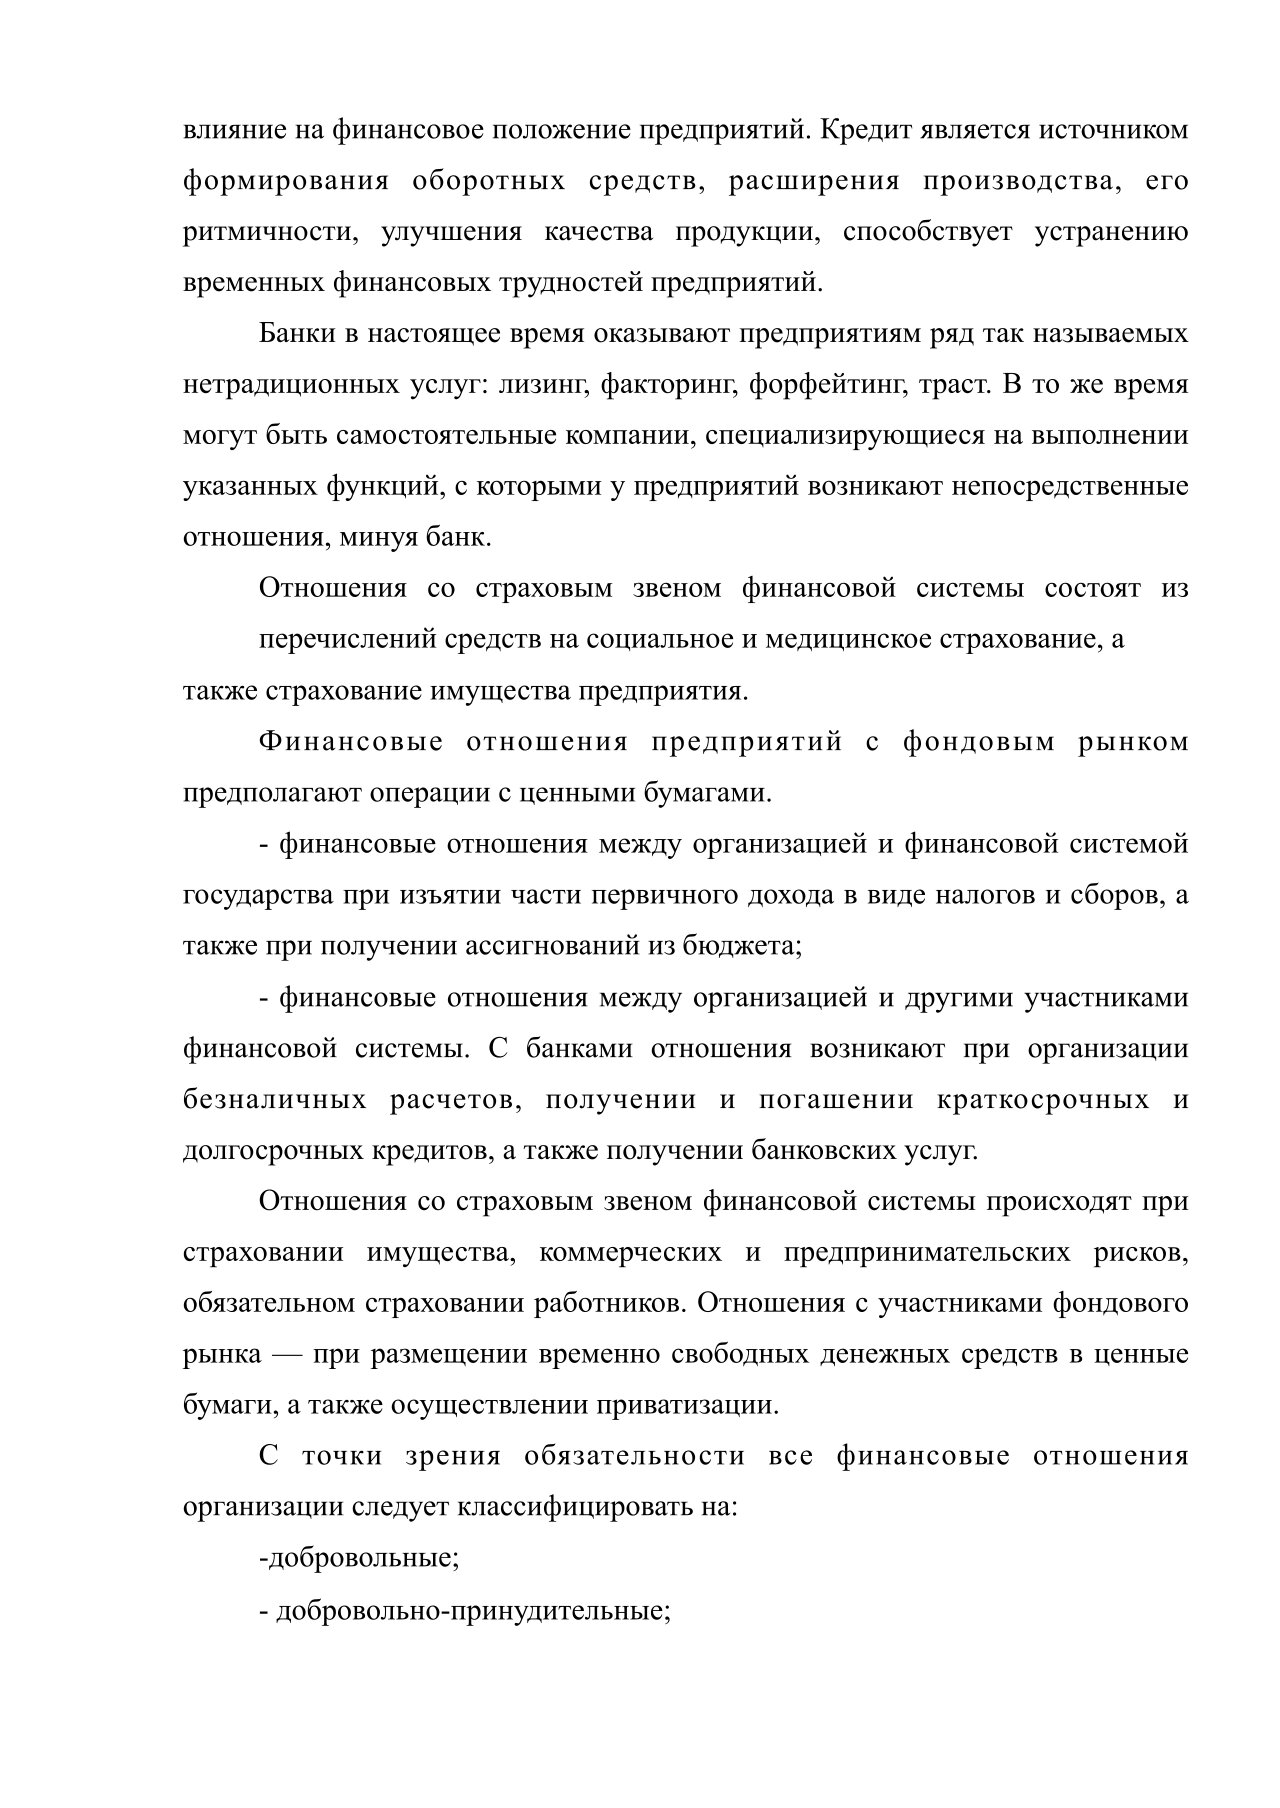 влияние на финансовое положение предприятий. Кредит является источником
формирования оборотных средств, расширения производства, его
ритмичности, улучшения качества продукции, способствует устранению
временных финансовых трудностей предприятий.
Банки в настоящее время оказывают предприятиям ряд так называемых
нетрадиционных услуг: лизинг, факторинг, форфейтинг, траст. В то же время
могут быть самостоятельные компании, специализирующиеся на выполнении
указанных функций, с которыми у предприятий возникают непосредственные
отношения, минуя банк.
Отношения со страховым звеном финансовой системы состоят из
перечислений средств на социальное и медицинское страхование, а
также страхование имущества предприятия.
Финансовые отношения предприятий с фондовым рынком
предполагают операции с ценными бумагами.
- финансовые отношения между организацией и финансовой системой
государства при изъятии части первичного дохода в виде налогов и сборов, а
также при получении ассигнований из бюджета;
- финансовые отношения между организацией и другими участниками
финансовой системы. С банками отношения возникают при организации
безналичных расчетов, получении и погашении краткосрочных и
долгосрочных кредитов, а также получении банковских услуг.
Отношения со страховым звеном финансовой системы происходят при
страховании имущества, коммерческих и предпринимательских рисков,
обязательном страховании работников. Отношения с участниками фондового
рынка — при размещении временно свободных денежных средств в ценные
бумаги, а также осуществлении приватизации.
С точки зрения обязательности все финансовые отношения
организации следует классифицировать на:
-добровольные;
- добровольно-принудительные;